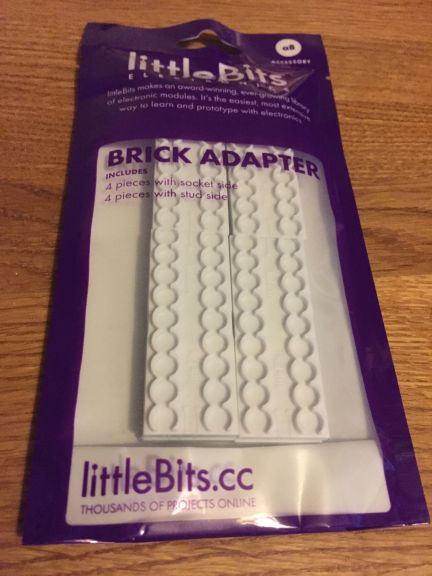 a8
ACCESSORY
littleBits
ELECTRONICS
littleBits makes an award-winning, ever-growing library
of electronic modules. It's the easiest, most extensive
way to learn and prototype with electronics.
BRICK ADAPTER
INCLUDES
4 pieces with socket side
4 pieces with stud side
littleBits.cc
THOUSANDS OF PROJECTS ONLINE